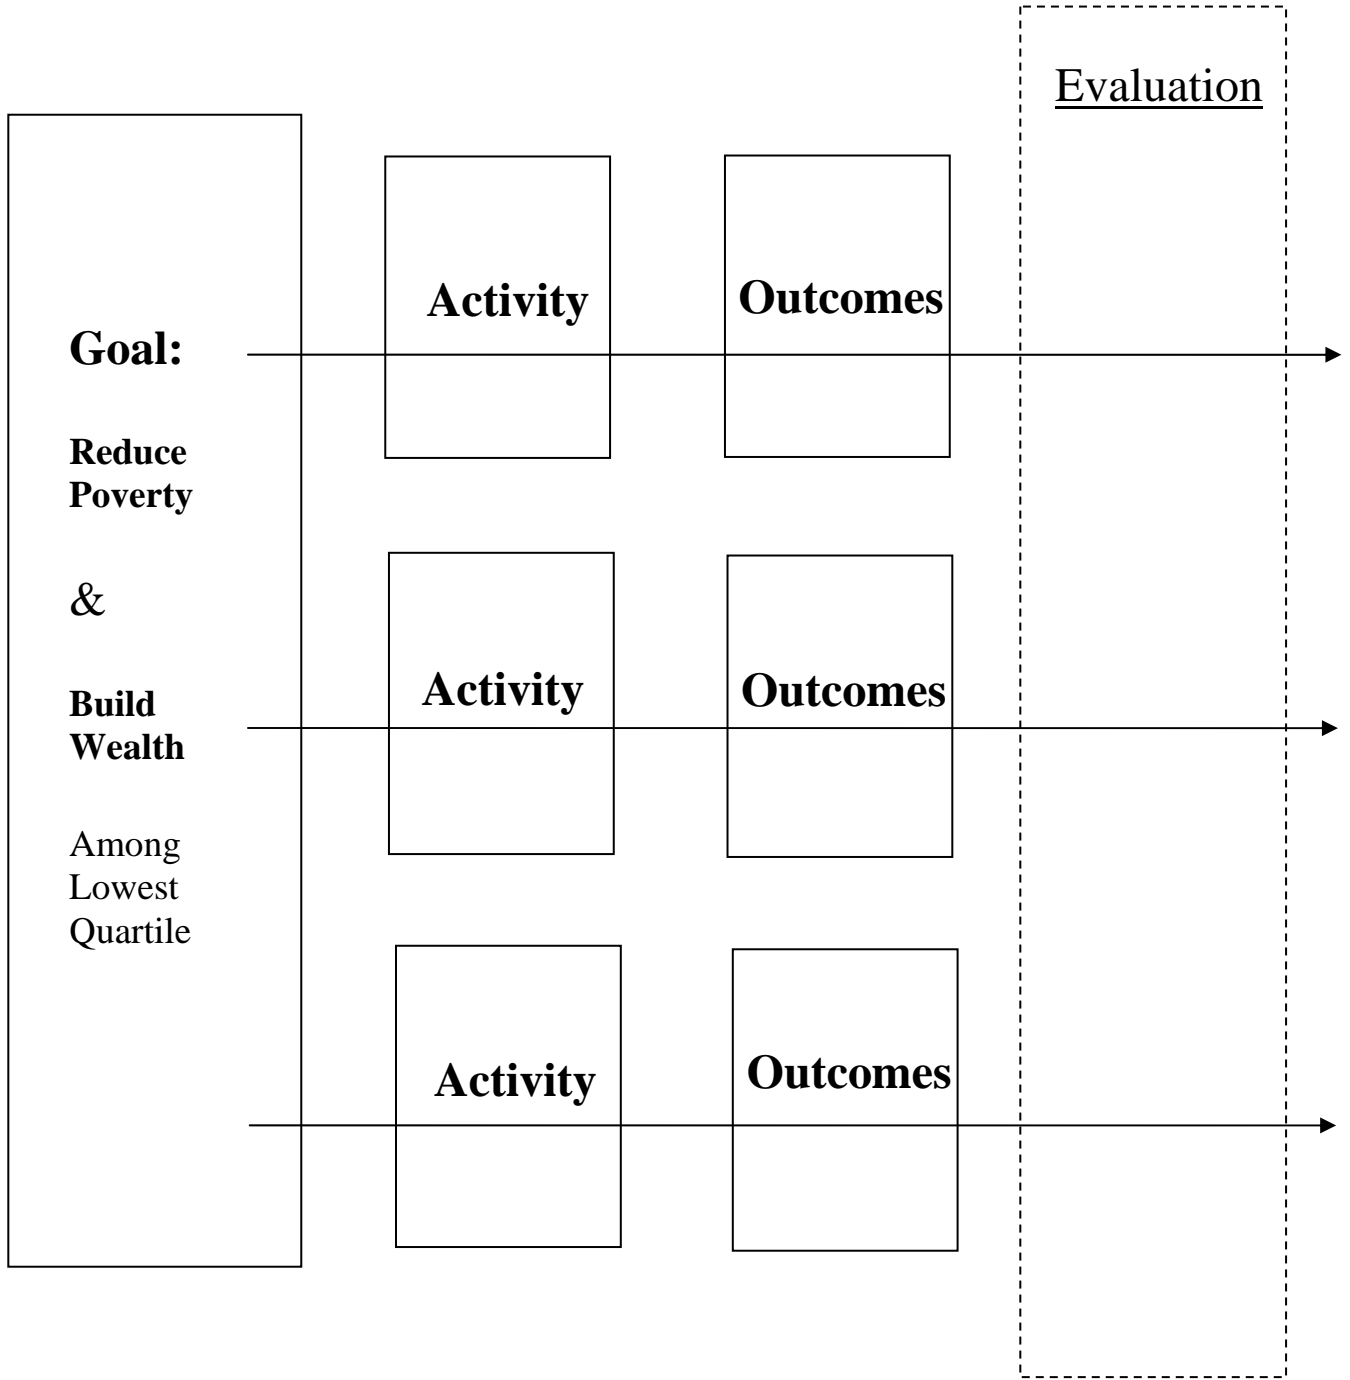 Evaluation
Goal:
Reduce
Poverty
&
Build
Wealth
Among
Lowest
Quartile
Activity
Outcomes
Activity
Outcomes
Activity
Outcomes